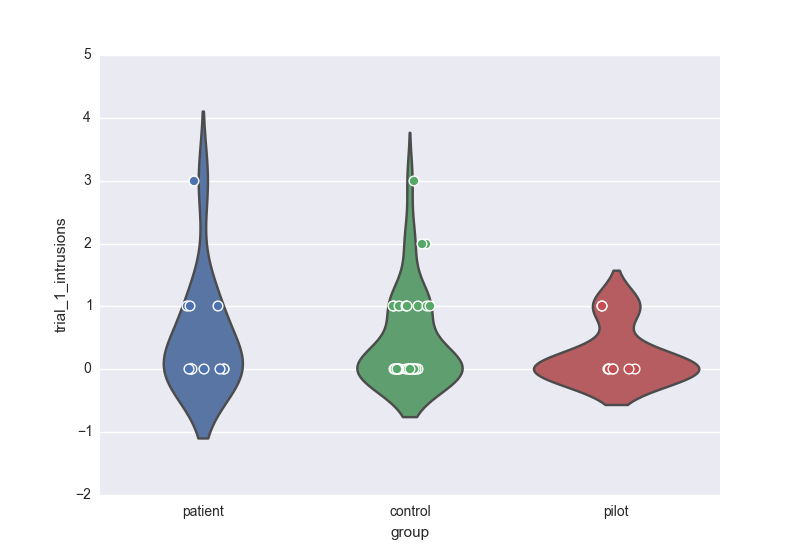 5
4
3
2
1
0
−1
−2
trial_1_intrusions
patient control pilot
group